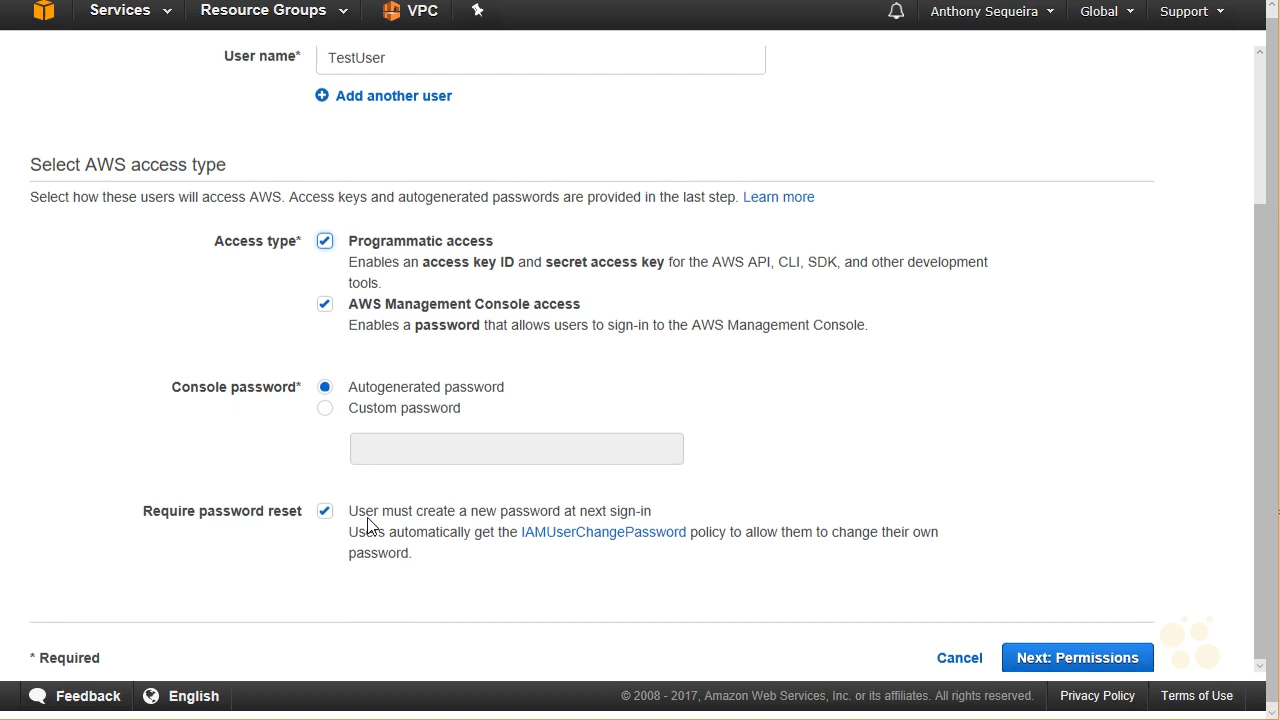 Services Resource Groups VPC Anthony Sequeira Global Support
User name* TestUser
Add another user
Select AWS access type
Select how these users will access AWS. Access keys and autogenerated passwords are provided in the last step. Learn more
Access type* Programmatic access
Enables an access key ID and secret access key for the AWS API, CLI, SDK, and other development
tools.
AWS Management Console access
Enables a password that allows users to sign-in to the AWS Management Console.
Console password* Autogenerated password
Custom password
Require password reset User must create a new password at next sign-in
Users automatically get the IAMUserChangePassword policy to allow them to change their own
password.
* Required Cancel Next: Permissions
Feedback English © 2008 - 2017, Amazon Web Services, Inc. or its affiliates. All rights reserved. Privacy Policy Terms of Use